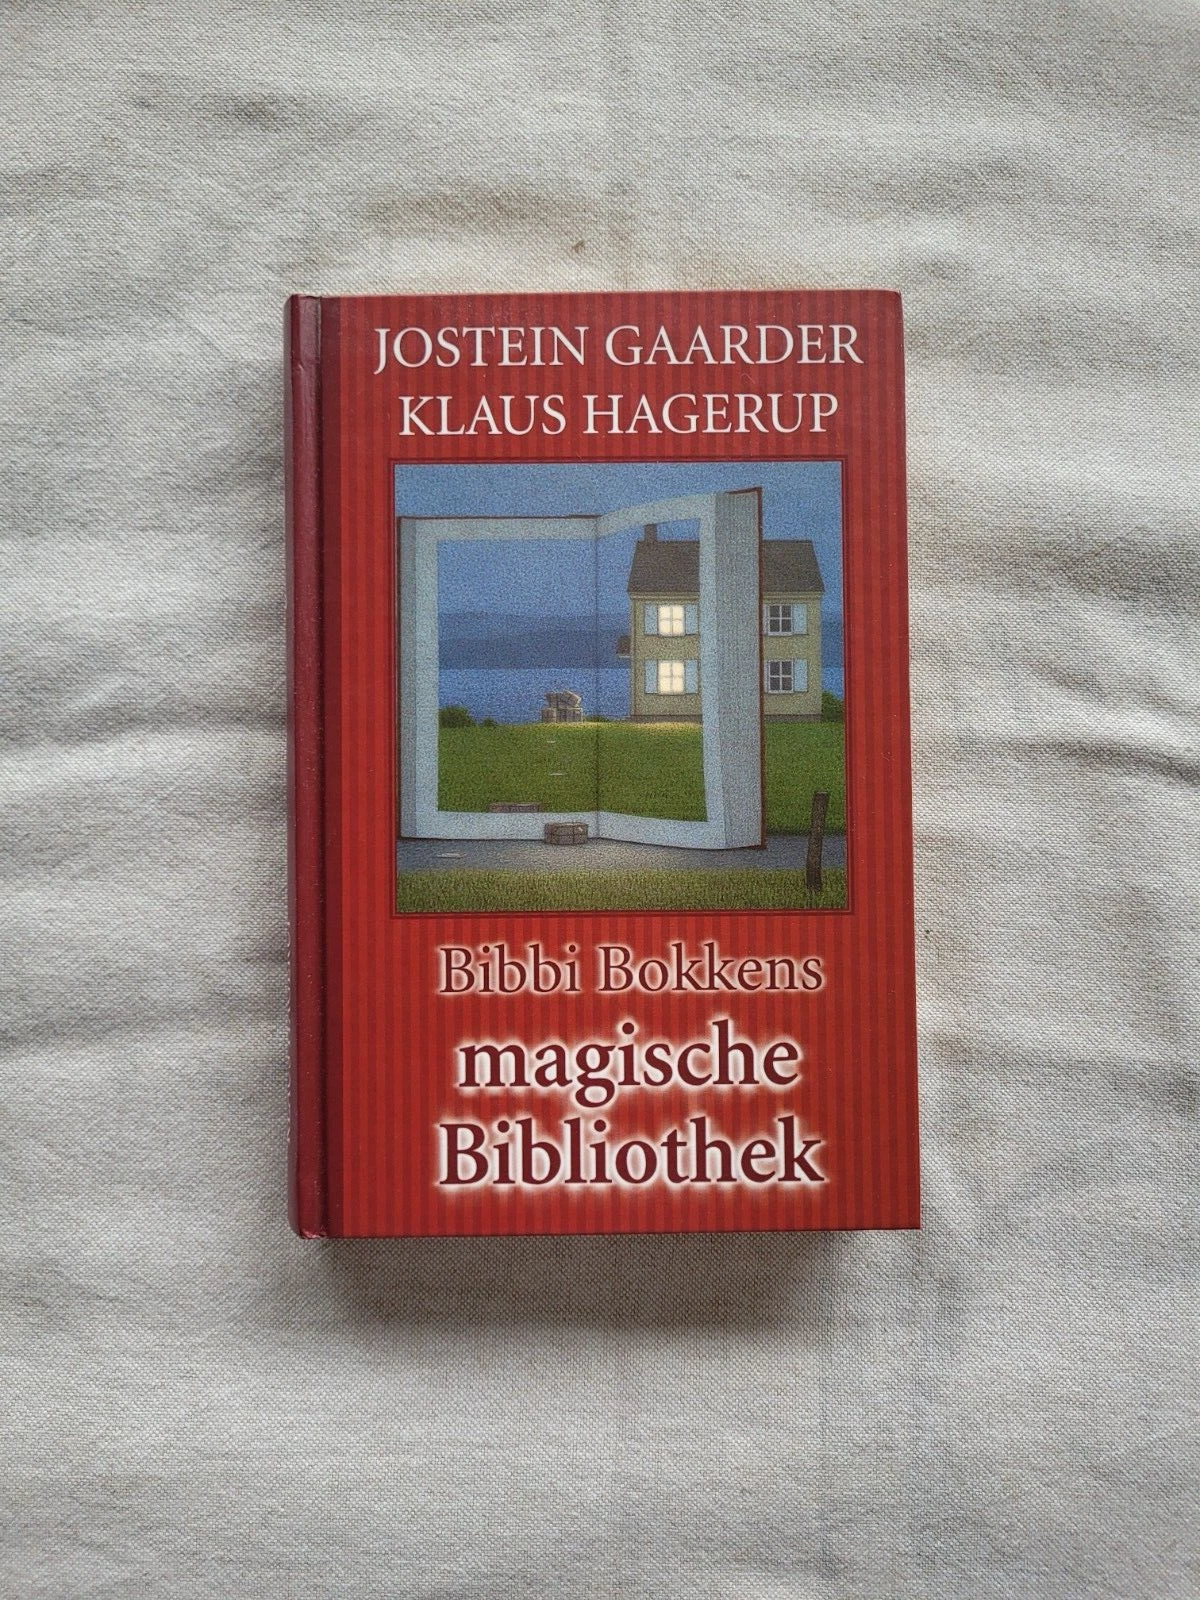 JOSTEIN GAARDER
KLAUS HAGERUP
Bibbi Bokkens
magische
Bibliothek